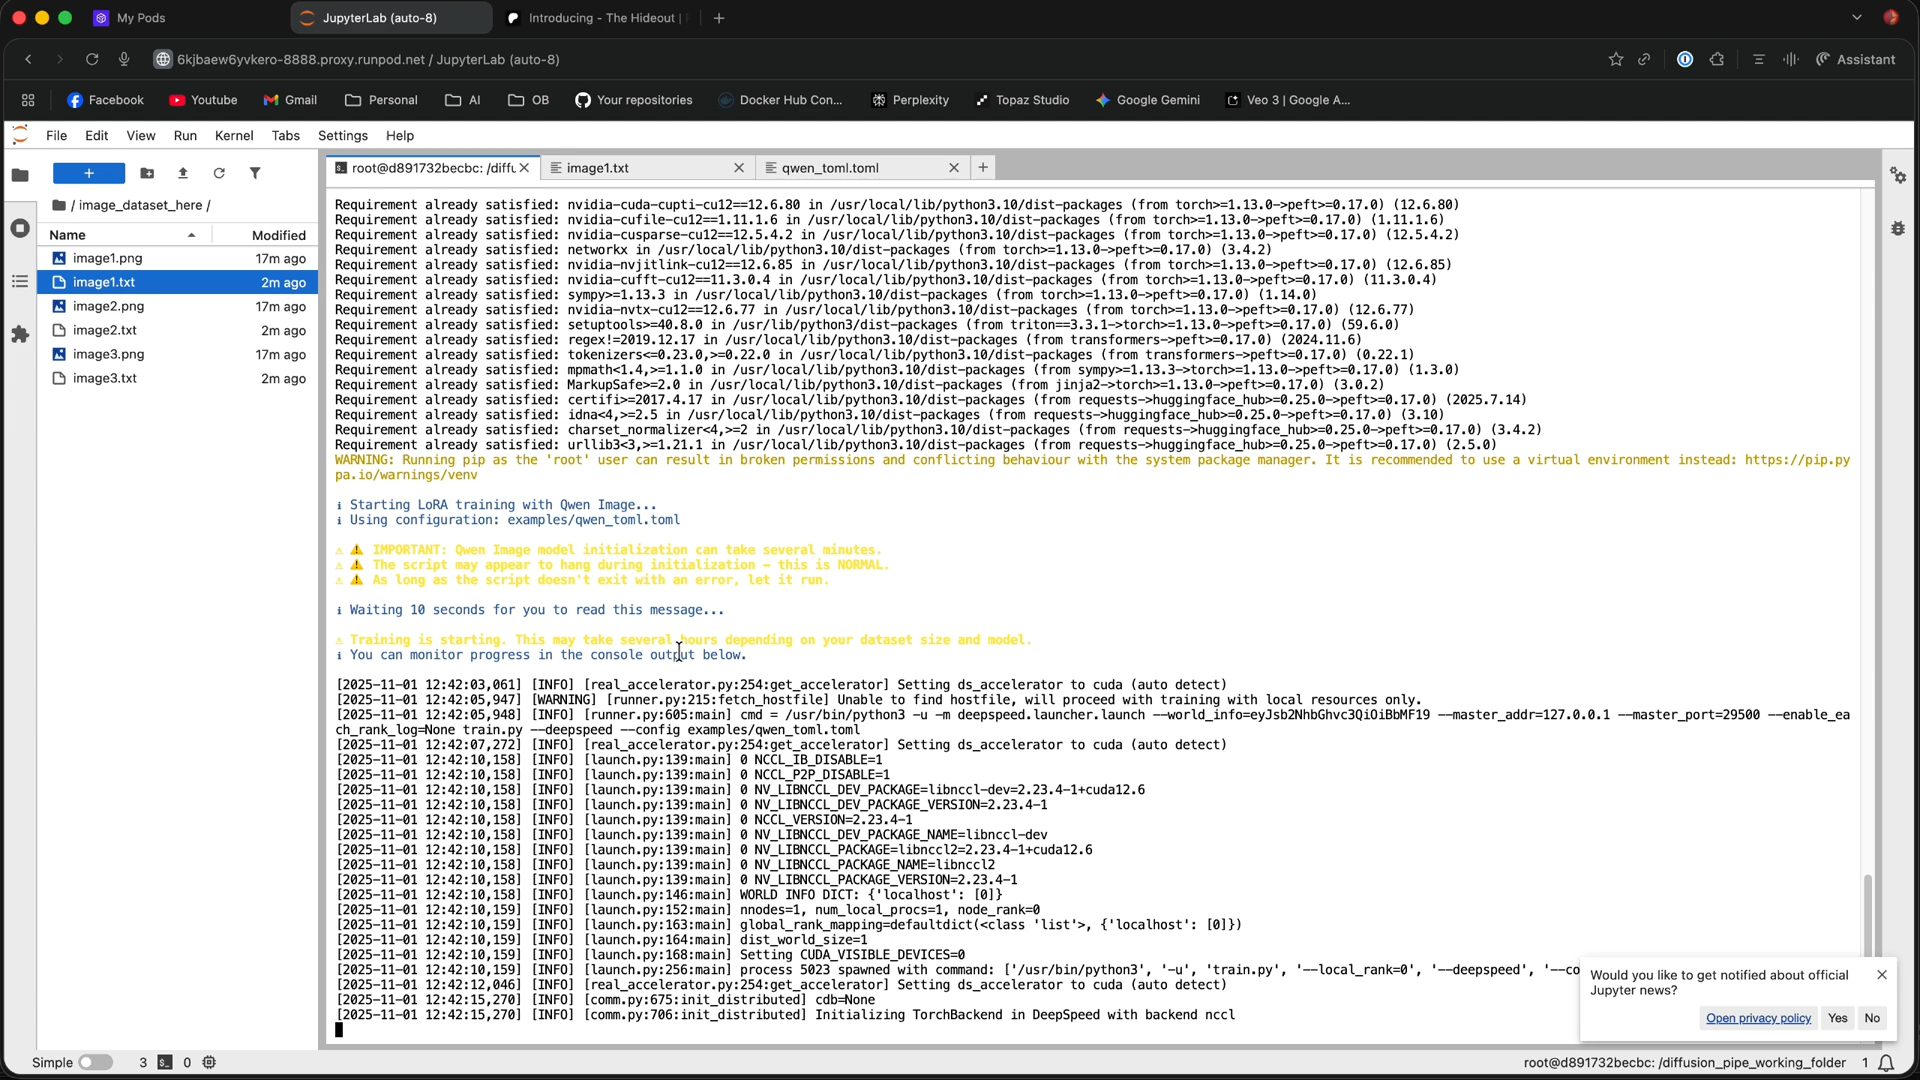 My Pods
JupyterLab (auto-8)
Introducing - The Hideout |
6kjbaew6yvkero-8888.proxy.runpod.net / JupyterLab (auto-8)
Assistant
Facebook
Youtube
Gmail
Personal
AI
OB
Your repositories
Docker Hub Con...
Perplexity
Topaz Studio
Google Gemini
Veo 3 | Google A...
File Edit View Run Kernel Tabs Settings Help
/ image_dataset_here /
Name Modified
image1.png 17m ago
image1.txt 2m ago
image2.png 17m ago
image2.txt 2m ago
image3.png 17m ago
image3.txt 2m ago
root@d891732becbc: /diffu
image1.txt
qwen_toml.toml
Requirement already satisfied: nvidia-cuda-cupti-cu12==12.6.80 in /usr/local/lib/python3.10/dist-packages (from torch>=1.13.0->peft>=0.17.0) (12.6.80)
Requirement already satisfied: nvidia-cufile-cu12==1.11.1.6 in /usr/local/lib/python3.10/dist-packages (from torch>=1.13.0->peft>=0.17.0) (1.11.1.6)
Requirement already satisfied: nvidia-cusparse-cu12==12.5.4.2 in /usr/local/lib/python3.10/dist-packages (from torch>=1.13.0->peft>=0.17.0) (12.5.4.2)
Requirement already satisfied: networkx in /usr/local/lib/python3.10/dist-packages (from torch>=1.13.0->peft>=0.17.0) (3.4.2)
Requirement already satisfied: nvidia-nvjitlink-cu12==12.6.85 in /usr/local/lib/python3.10/dist-packages (from torch>=1.13.0->peft>=0.17.0) (12.6.85)
Requirement already satisfied: nvidia-cufft-cu12==11.3.0.4 in /usr/local/lib/python3.10/dist-packages (from torch>=1.13.0->peft>=0.17.0) (11.3.0.4)
Requirement already satisfied: sympy>=1.13.3 in /usr/local/lib/python3.10/dist-packages (from torch>=1.13.0->peft>=0.17.0) (1.14.0)
Requirement already satisfied: nvidia-nvtx-cu12==12.6.77 in /usr/local/lib/python3.10/dist-packages (from torch>=1.13.0->peft>=0.17.0) (12.6.77)
Requirement already satisfied: setuptools>=40.8.0 in /usr/lib/python3/dist-packages (from triton==3.3.1->torch>=1.13.0->peft>=0.17.0) (59.6.0)
Requirement already satisfied: regex!=2019.12.17 in /usr/local/lib/python3.10/dist-packages (from transformers->peft>=0.17.0) (2024.11.6)
Requirement already satisfied: tokenizers<=0.23.0,>=0.22.0 in /usr/local/lib/python3.10/dist-packages (from transformers->peft>=0.17.0) (0.22.1)
Requirement already satisfied: mpmath<1.4,>=1.1.0 in /usr/local/lib/python3.10/dist-packages (from sympy>=1.13.3->torch>=1.13.0->peft>=0.17.0) (1.3.0)
Requirement already satisfied: MarkupSafe>=2.0 in /usr/local/lib/python3.10/dist-packages (from jinja2->torch>=1.13.0->peft>=0.17.0) (3.0.2)
Requirement already satisfied: certifi>=2017.4.17 in /usr/local/lib/python3.10/dist-packages (from requests->huggingface_hub>=0.25.0->peft>=0.17.0) (2025.7.14)
Requirement already satisfied: idna<4,>=2.5 in /usr/local/lib/python3.10/dist-packages (from requests->huggingface_hub>=0.25.0->peft>=0.17.0) (3.10)
Requirement already satisfied: charset_normalizer<4,>=2 in /usr/local/lib/python3.10/dist-packages (from requests->huggingface_hub>=0.25.0->peft>=0.17.0) (3.4.2)
Requirement already satisfied: urllib3<3,>=1.21.1 in /usr/local/lib/python3.10/dist-packages (from requests->huggingface_hub>=0.25.0->peft>=0.17.0) (2.5.0)
WARNING: Running pip as the 'root' user can result in broken permissions and conflicting behaviour with the system package manager. It is recommended to use a virtual environment instead: https://pip.py
pa.io/warnings/venv
ℹ Starting LoRA training with Qwen Image...
ℹ Using configuration: examples/qwen_toml.toml
⚠ ⚠️ IMPORTANT: Qwen Image model initialization can take several minutes.
⚠ ⚠️ The script may appear to hang during initialization – this is NORMAL.
⚠ ⚠️ As long as the script doesn't exit with an error, let it run.
ℹ Waiting 10 seconds for you to read this message...
⚠ Training is starting. This may take several hours depending on your dataset size and model.
ℹ You can monitor progress in the console output below.
[2025-11-01 12:42:03,061] [INFO] [real_accelerator.py:254:get_accelerator] Setting ds_accelerator to cuda (auto detect)
[2025-11-01 12:42:05,947] [WARNING] [runner.py:215:fetch_hostfile] Unable to find hostfile, will proceed with training with local resources only.
[2025-11-01 12:42:05,948] [INFO] [runner.py:605:main] cmd = /usr/bin/python3 -u -m deepspeed.launcher.launch --world_info=eyJsb2NhbGhvc3QiOiBbMF19 --master_addr=127.0.0.1 --master_port=29500 --enable_ea
ch_rank_log=None train.py --deepspeed --config examples/qwen_toml.toml
[2025-11-01 12:42:07,272] [INFO] [real_accelerator.py:254:get_accelerator] Setting ds_accelerator to cuda (auto detect)
[2025-11-01 12:42:10,158] [INFO] [launch.py:139:main] 0 NCCL_IB_DISABLE=1
[2025-11-01 12:42:10,158] [INFO] [launch.py:139:main] 0 NCCL_P2P_DISABLE=1
[2025-11-01 12:42:10,158] [INFO] [launch.py:139:main] 0 NV_LIBNCCL_DEV_PACKAGE=libnccl-dev=2.23.4-1+cuda12.6
[2025-11-01 12:42:10,158] [INFO] [launch.py:139:main] 0 NV_LIBNCCL_DEV_PACKAGE_VERSION=2.23.4-1
[2025-11-01 12:42:10,158] [INFO] [launch.py:139:main] 0 NCCL_VERSION=2.23.4-1
[2025-11-01 12:42:10,158] [INFO] [launch.py:139:main] 0 NV_LIBNCCL_DEV_PACKAGE_NAME=libnccl-dev
[2025-11-01 12:42:10,158] [INFO] [launch.py:139:main] 0 NV_LIBNCCL_PACKAGE=libnccl2=2.23.4-1+cuda12.6
[2025-11-01 12:42:10,158] [INFO] [launch.py:139:main] 0 NV_LIBNCCL_PACKAGE_NAME=libnccl2
[2025-11-01 12:42:10,158] [INFO] [launch.py:139:main] 0 NV_LIBNCCL_PACKAGE_VERSION=2.23.4-1
[2025-11-01 12:42:10,158] [INFO] [launch.py:146:main] WORLD INFO DICT: {'localhost': [0]}
[2025-11-01 12:42:10,159] [INFO] [launch.py:152:main] nnodes=1, num_local_procs=1, node_rank=0
[2025-11-01 12:42:10,159] [INFO] [launch.py:163:main] global_rank_mapping=defaultdict(<class 'list'>, {'localhost': [0]})
[2025-11-01 12:42:10,159] [INFO] [launch.py:164:main] dist_world_size=1
[2025-11-01 12:42:10,159] [INFO] [launch.py:168:main] Setting CUDA_VISIBLE_DEVICES=0
[2025-11-01 12:42:10,159] [INFO] [launch.py:256:main] process 5023 spawned with command: ['/usr/bin/python3', '-u', 'train.py', '--local_rank=0', '--deepspeed', '--co
[2025-11-01 12:42:12,046] [INFO] [real_accelerator.py:254:get_accelerator] Setting ds_accelerator to cuda (auto detect)
[2025-11-01 12:42:15,270] [INFO] [comm.py:675:init_distributed] cdb=None
[2025-11-01 12:42:15,270] [INFO] [comm.py:706:init_distributed] Initializing TorchBackend in DeepSpeed with backend nccl
Would you like to get notified about official
Jupyter news?
Open privacy policy Yes No
Simple 3 0 root@d891732becbc: /diffusion_pipe_working_folder 1